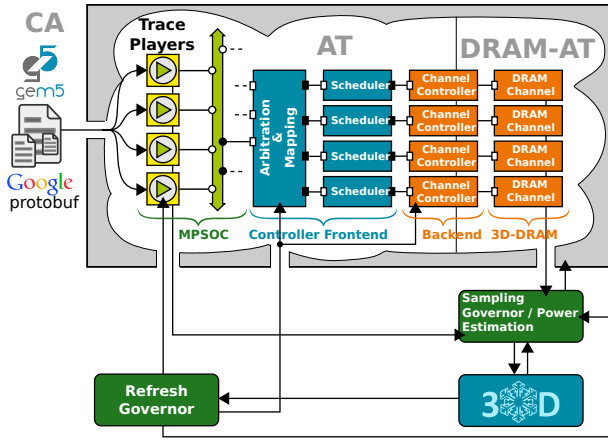 CA
gem5
Google
protobuf
Trace
Players
AT
DRAM-AT
Arbitration
&
Mapping
Scheduler
Scheduler
Scheduler
Scheduler
Channel
Controller
Channel
Controller
Channel
Controller
Channel
Controller
DRAM
Channel
DRAM
Channel
DRAM
Channel
DRAM
Channel
MPSOC
Controller Frontend
Backend
3D-DRAM
Sampling
Governor / Power
Estimation
Refresh
Governor
3D